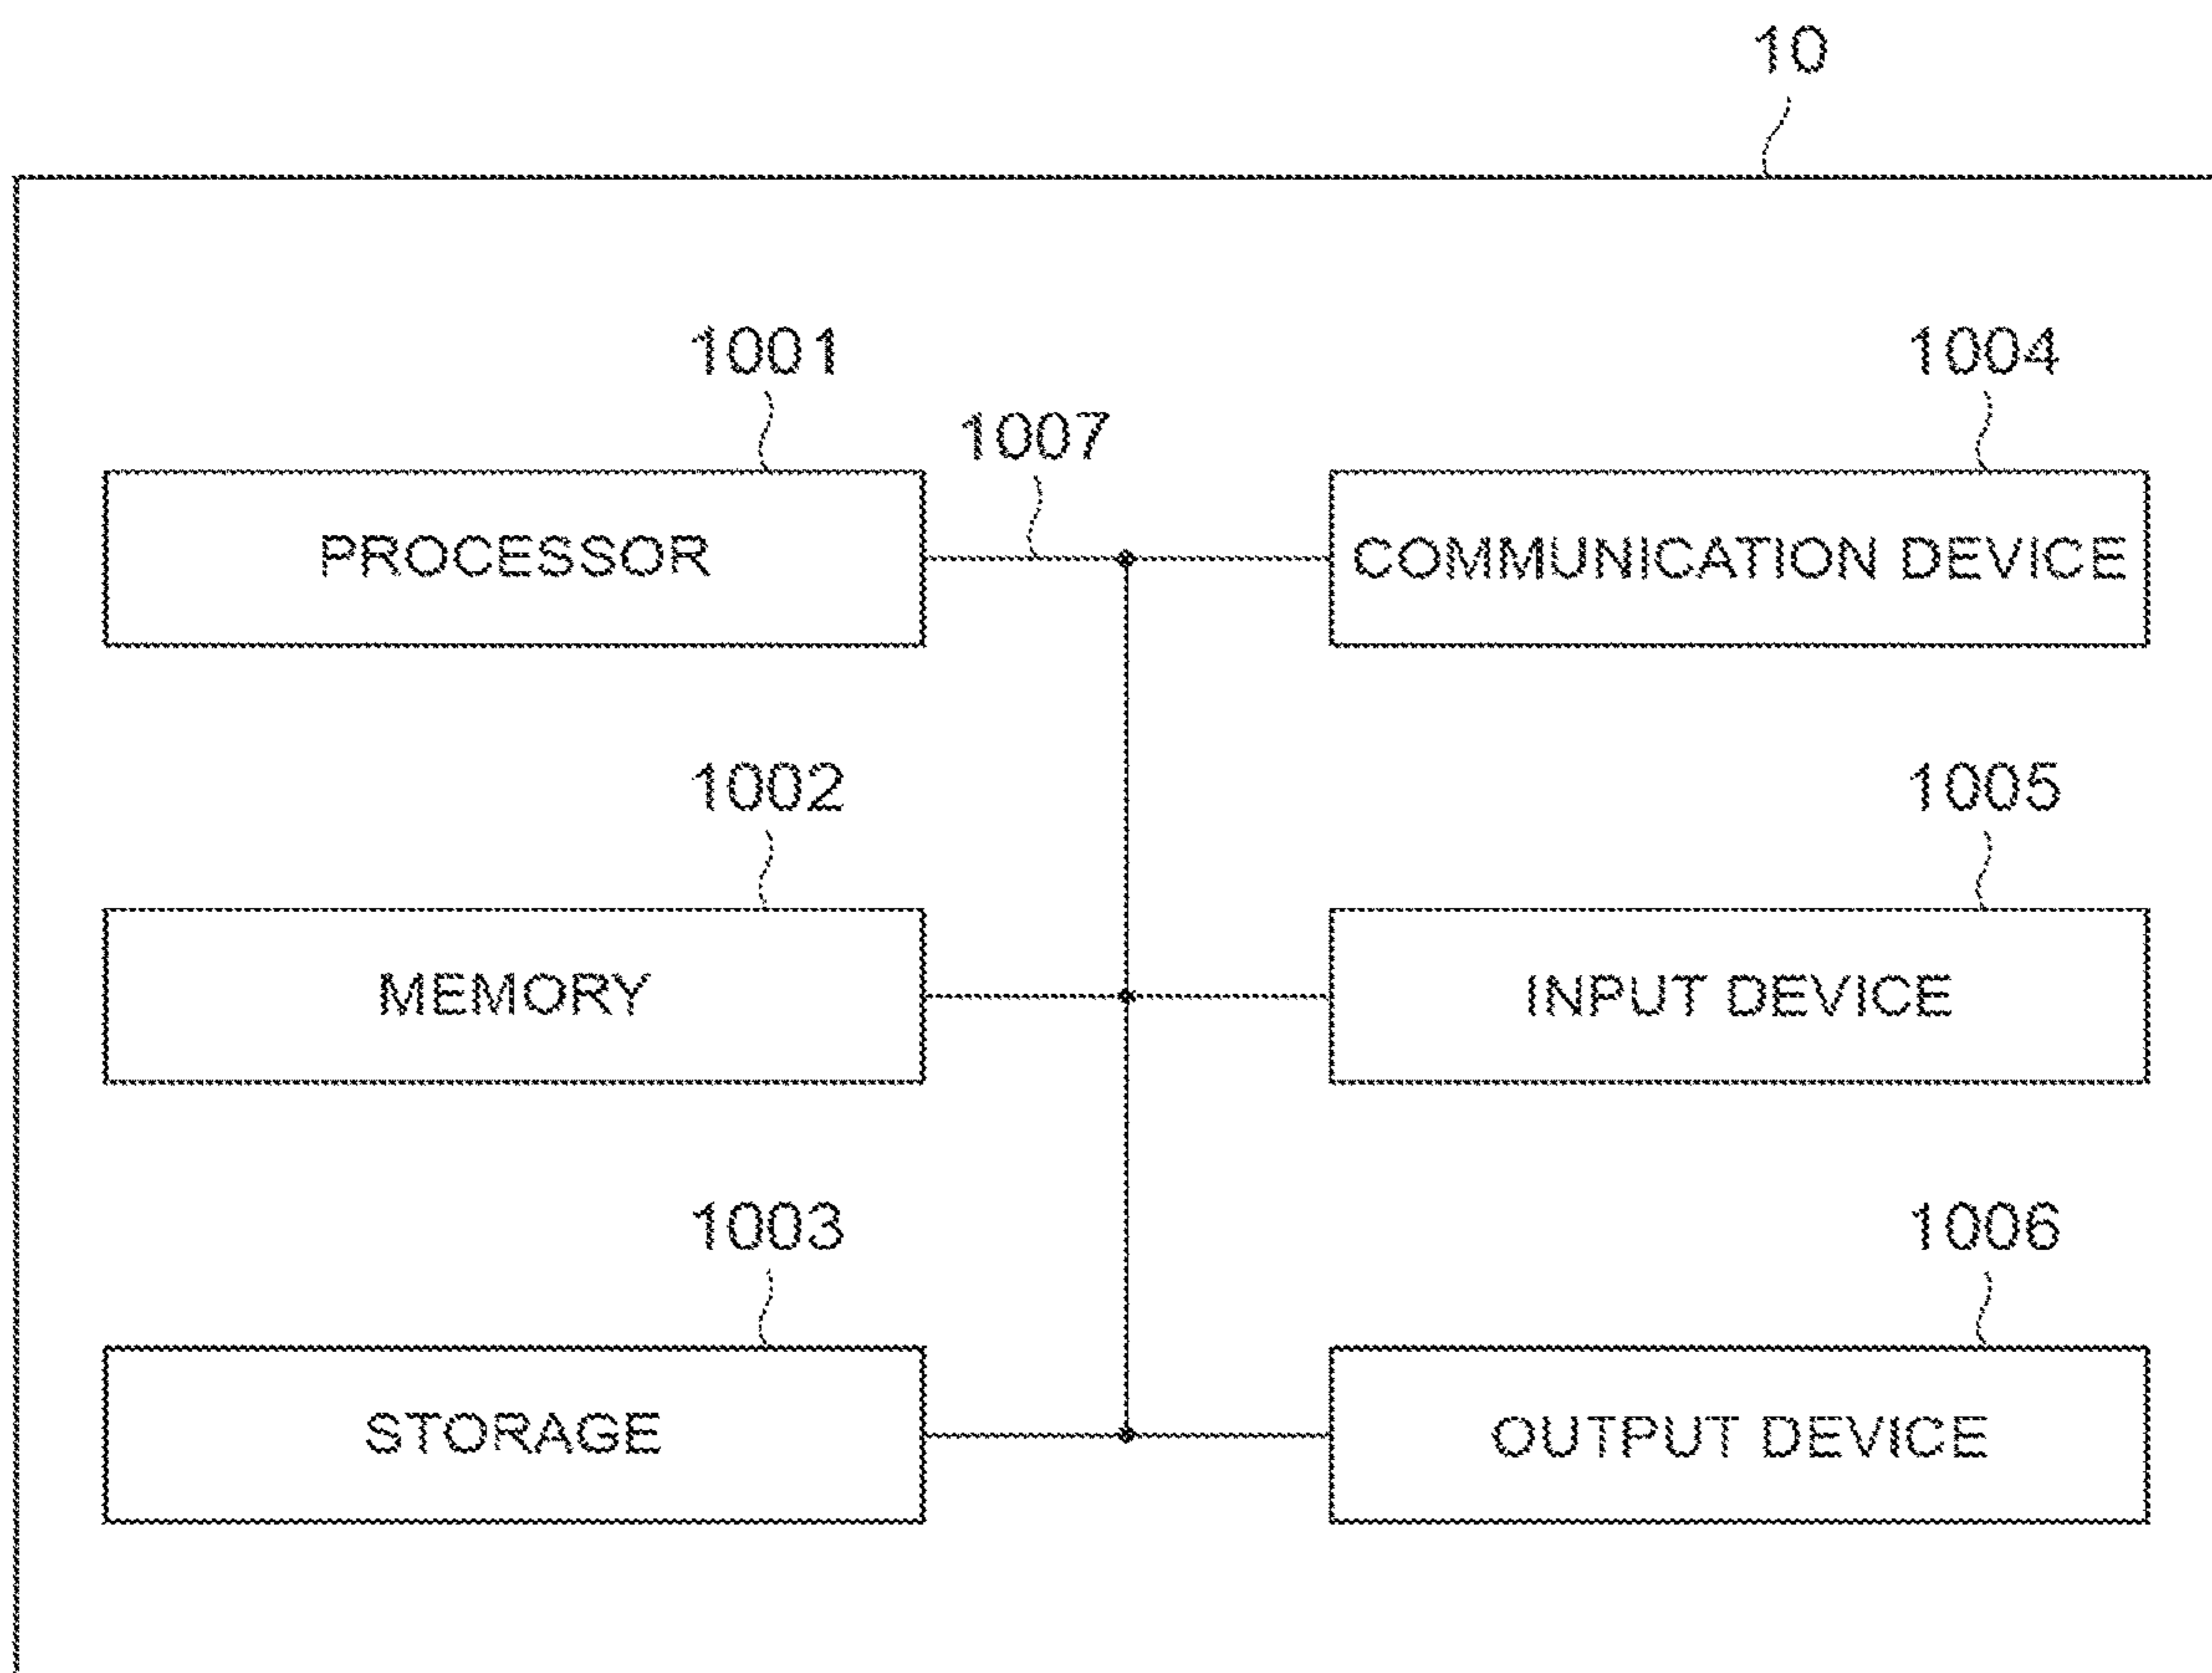 10
1001
1004
1007
PROCESSOR
COMMUNICATION DEVICE
1002
1005
MEMORY
INPUT DEVICE
1003
1006
STORAGE
OUTPUT DEVICE